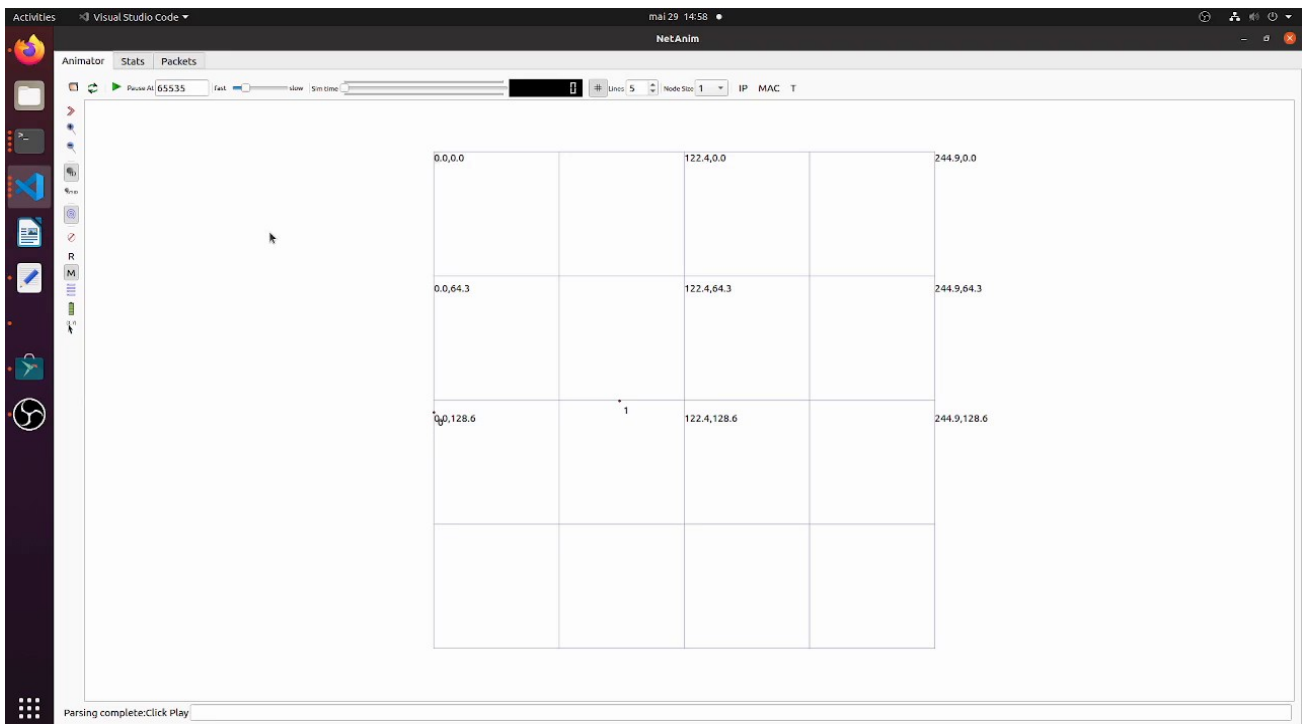 Activities Visual Studio Code mai 29 14:58
NetAnim
Animator Stats Packets
Pause At 65535 fast slow Sim time 0 # Lines 5 Node Size 1 IP MAC T
R
M
0.0,0.0 122.4,0.0 244.9,0.0
0.0,64.3 122.4,64.3 244.9,64.3
1
0.0,128.6 122.4,128.6 244.9,128.6
Parsing complete:Click Play